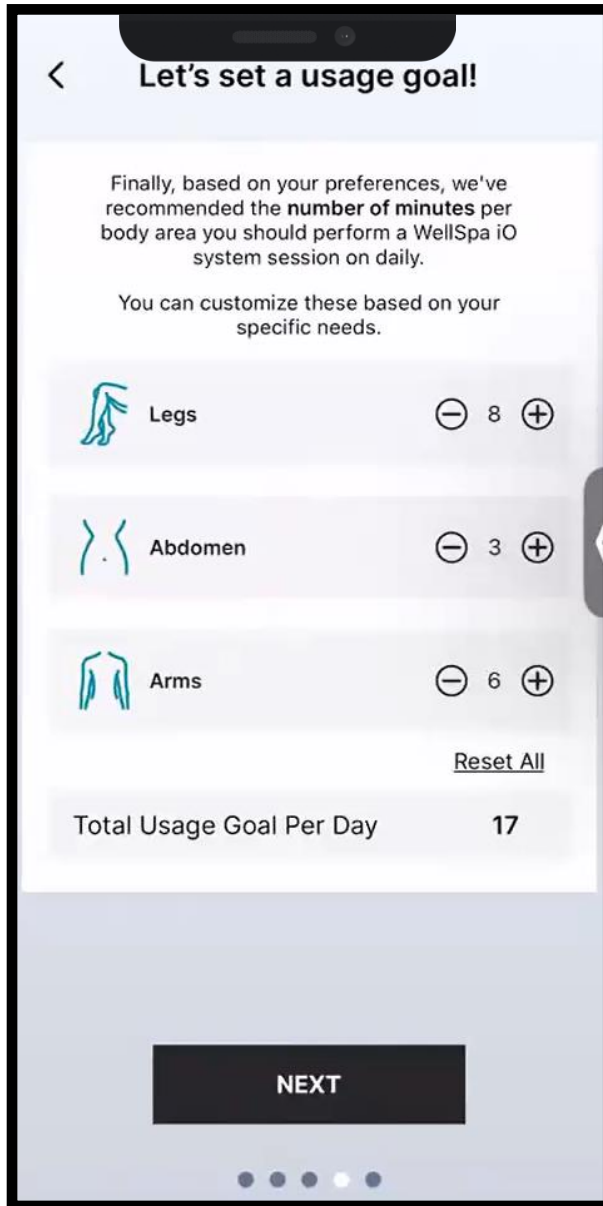 Let's set a usage goal!
Finally, based on your preferences, we've
recommended the number of minutes per
body area you should perform a WellSpa iO
system session on daily.
You can customize these based on your
specific needs.
Legs 8
Abdomen 3
Arms 6
Reset All
Total Usage Goal Per Day 17
NEXT